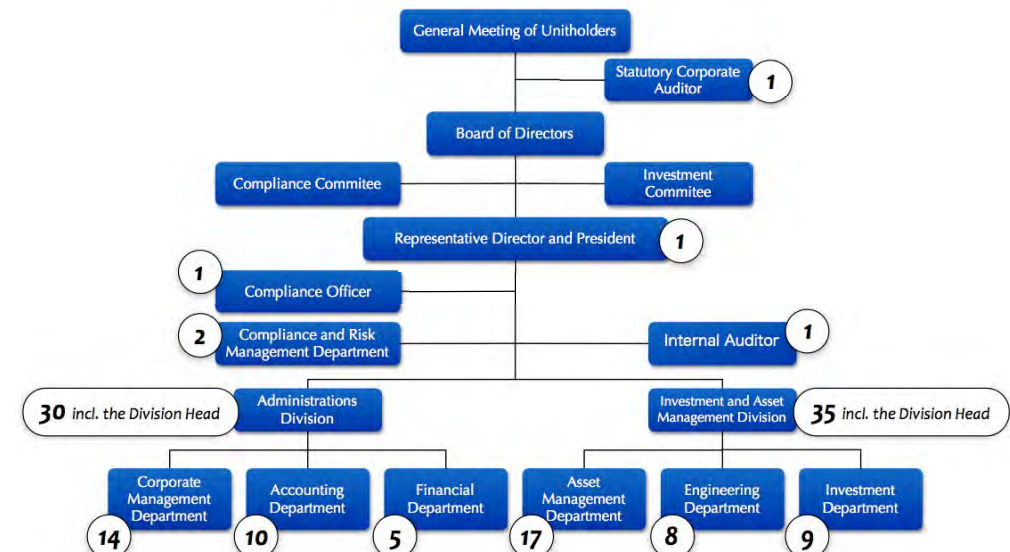 General Meeting of Unitholders
Statutory Corporate
Auditor
1
Board of Directors
Compliance Commitee
Investment
Commitee
Representative Director and President
1
1
Compliance Officer
2
Compliance and Risk
Management Department
Internal Auditor
1
30 incl. the Division Head
Administrations
Division
Investment and Asset
Management Division
35 incl. the Division Head
Corporate
Management
Department
14
Accounting
Department
10
Financial
Department
5
Asset
Management
Department
17
Engineering
Department
8
Investment
Department
9